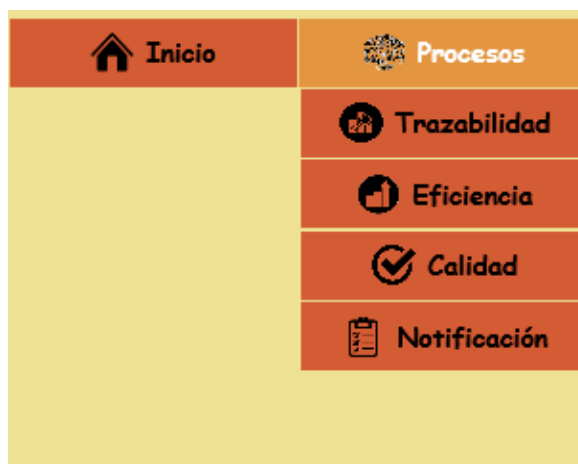 Inicio
Procesos
Trazabilidad
Eficiencia
Calidad
Notificación